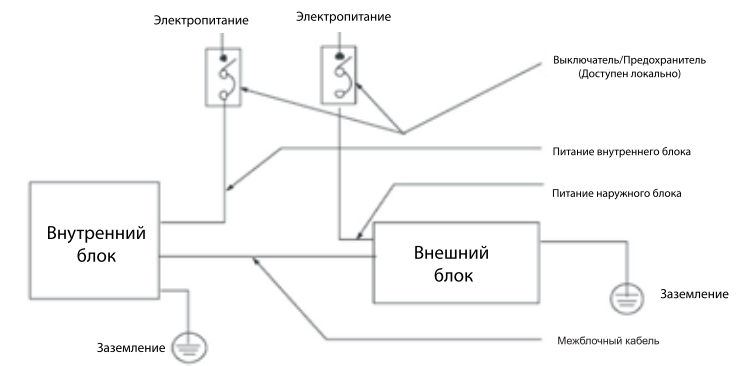 Электропитание
Электропитание
Выключатель/Предохранитель
(Доступен локально)
Питание внутреннего блока
Питание наружного блока
Внутренний
блок
Внешний
блок
Заземление
Заземление
Межблочный кабель